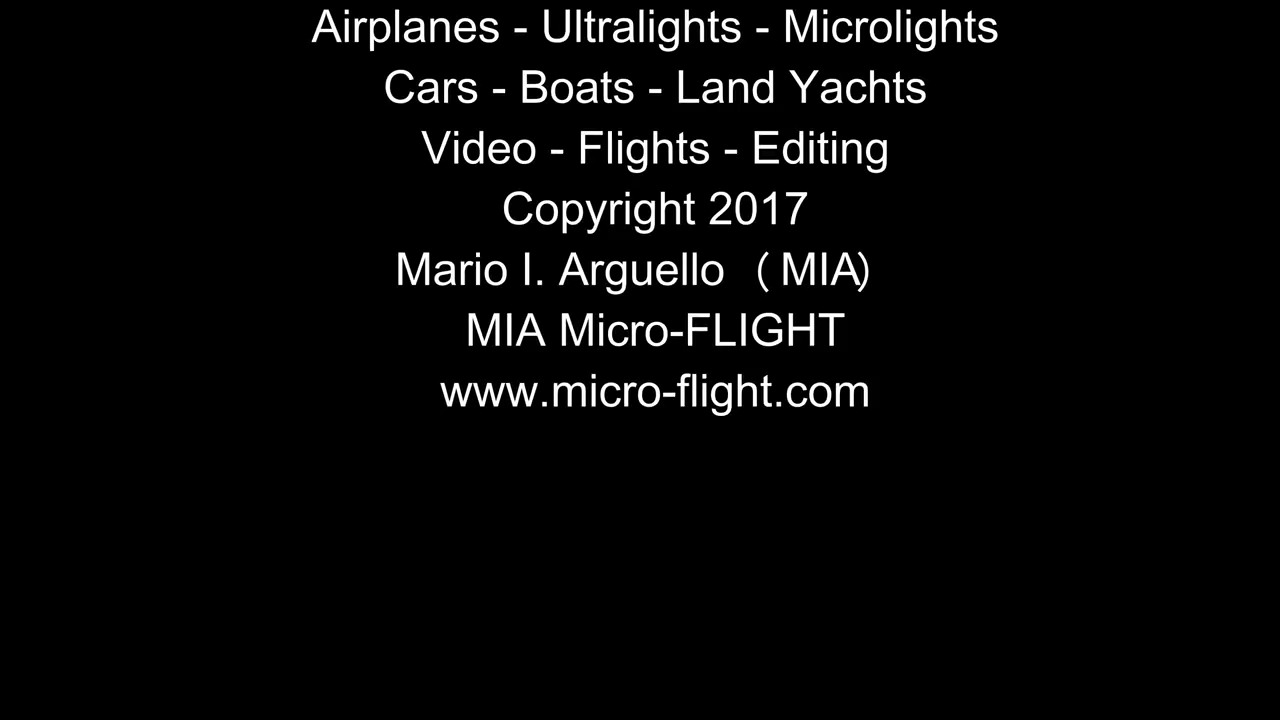 Airplanes - Ultralights - Microlights
Cars - Boats - Land Yachts
Video - Flights - Editing
Copyright 2017
Mario I. Arguello ( MIA)
MIA Micro-FLIGHT
www.micro-flight.com